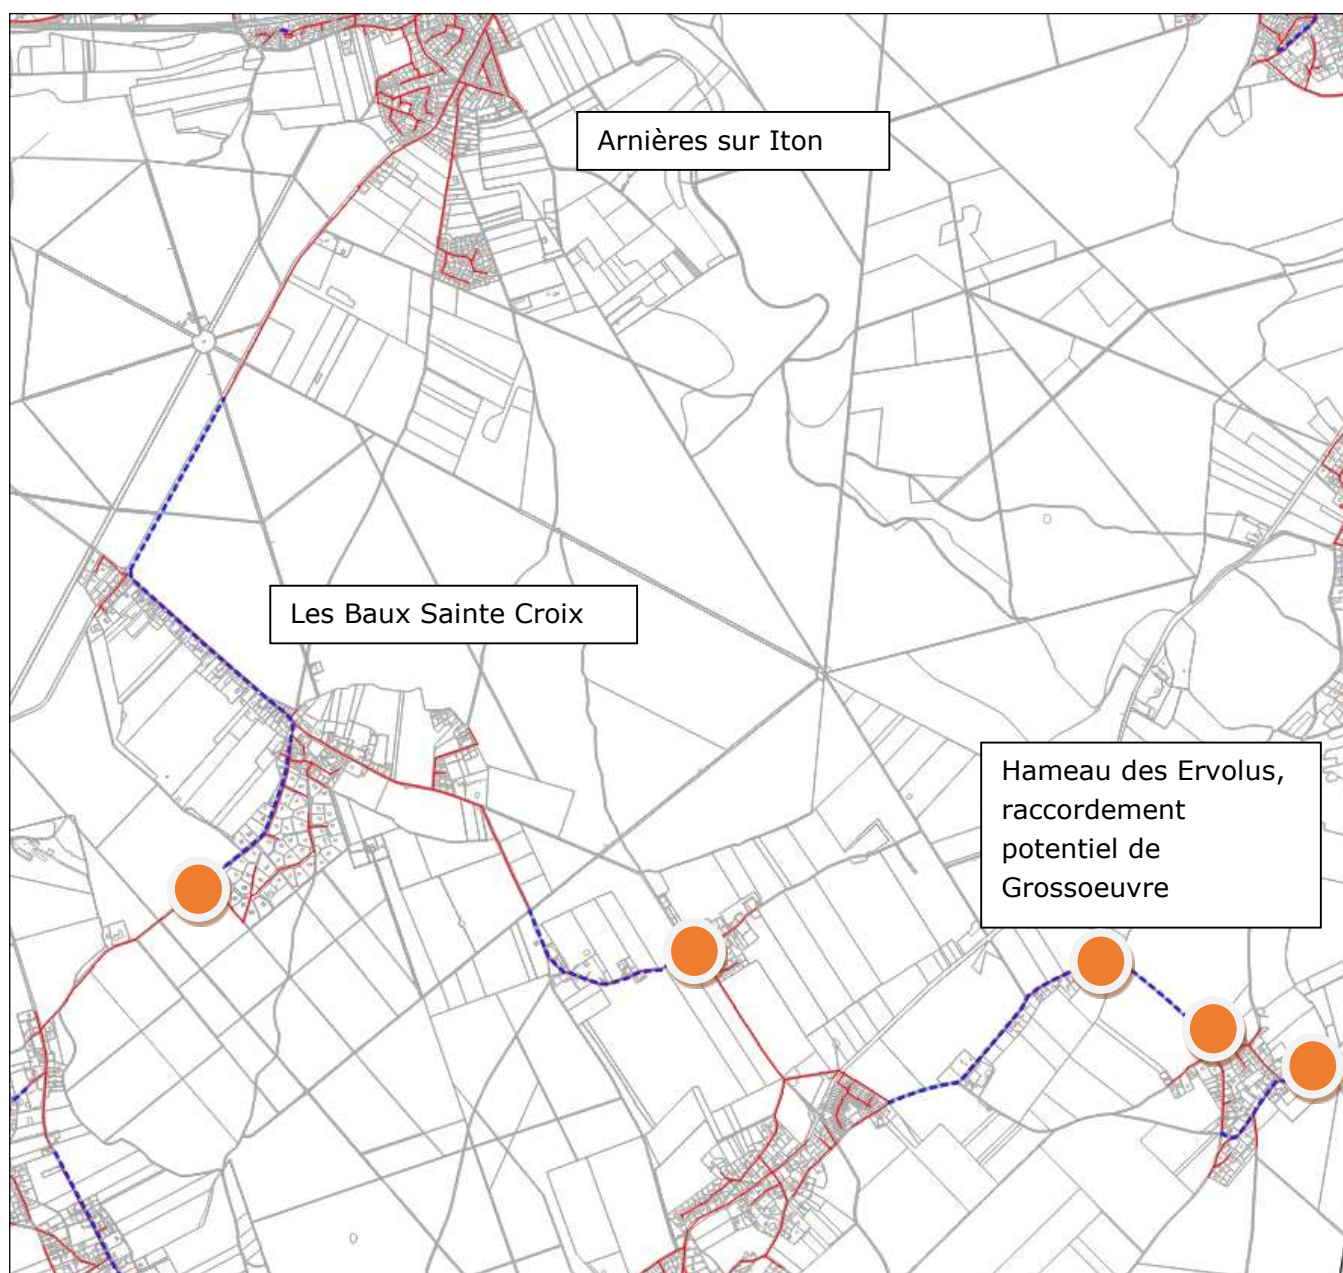 Arnières sur Iton
Les Baux Sainte Croix
Hameau des Ervolus,
raccordement
potentiel de
Grossoeuvre